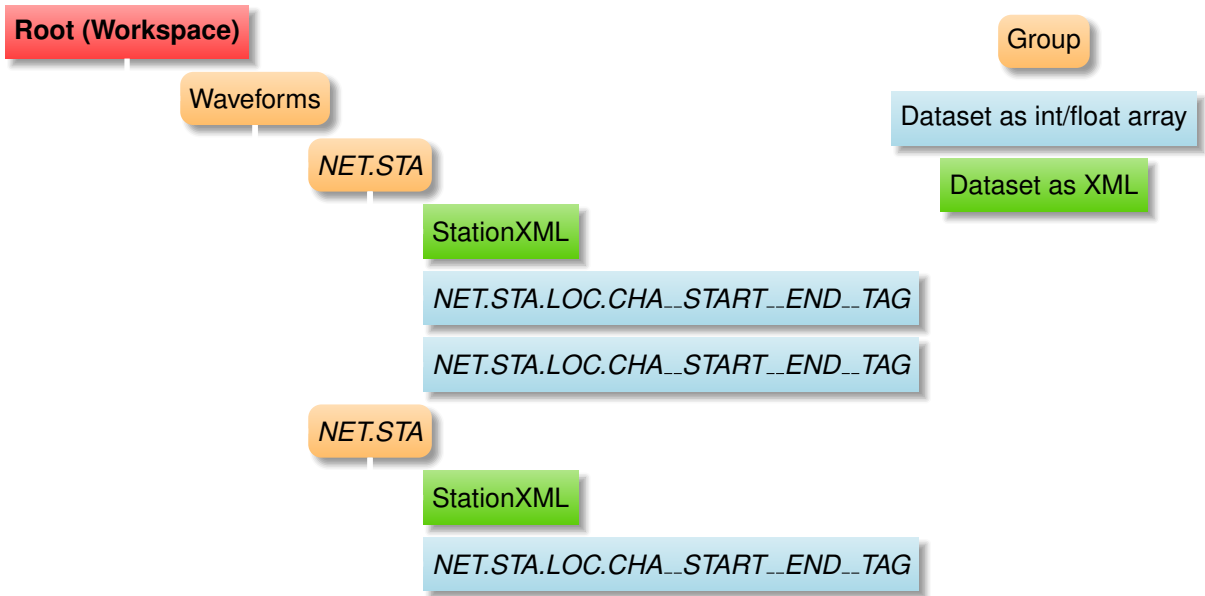 Root (Workspace)
Group
Waveforms
Dataset as int/float array
NET.STA
Dataset as XML
StationXML
NET.STA.LOC.CHA__START__END__TAG
NET.STA.LOC.CHA__START__END__TAG
NET.STA
StationXML
NET.STA.LOC.CHA__START__END__TAG